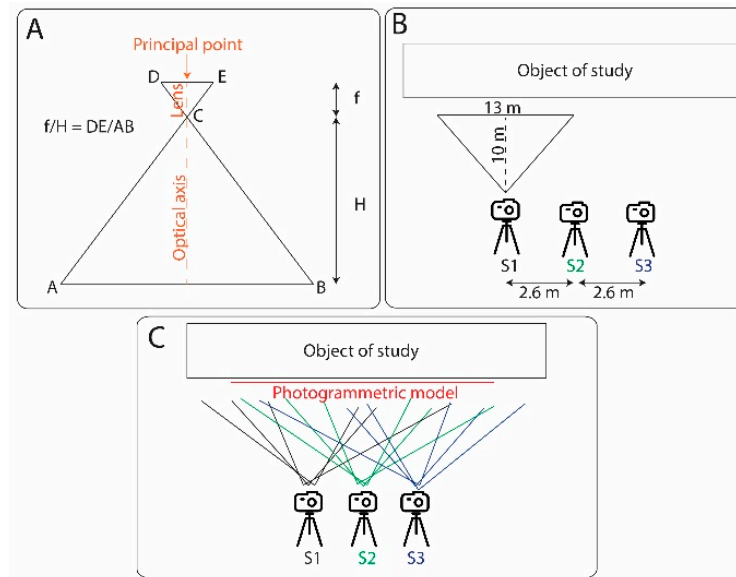 A
Principal point
D
E
Lens
f
C
f/H = DE/AB
Optical axis
H
A
B
B
Object of study
13 m
10 m
S1
S2
S3
2.6 m
2.6 m
C
Object of study
Photogrammetric model
S1
S2
S3